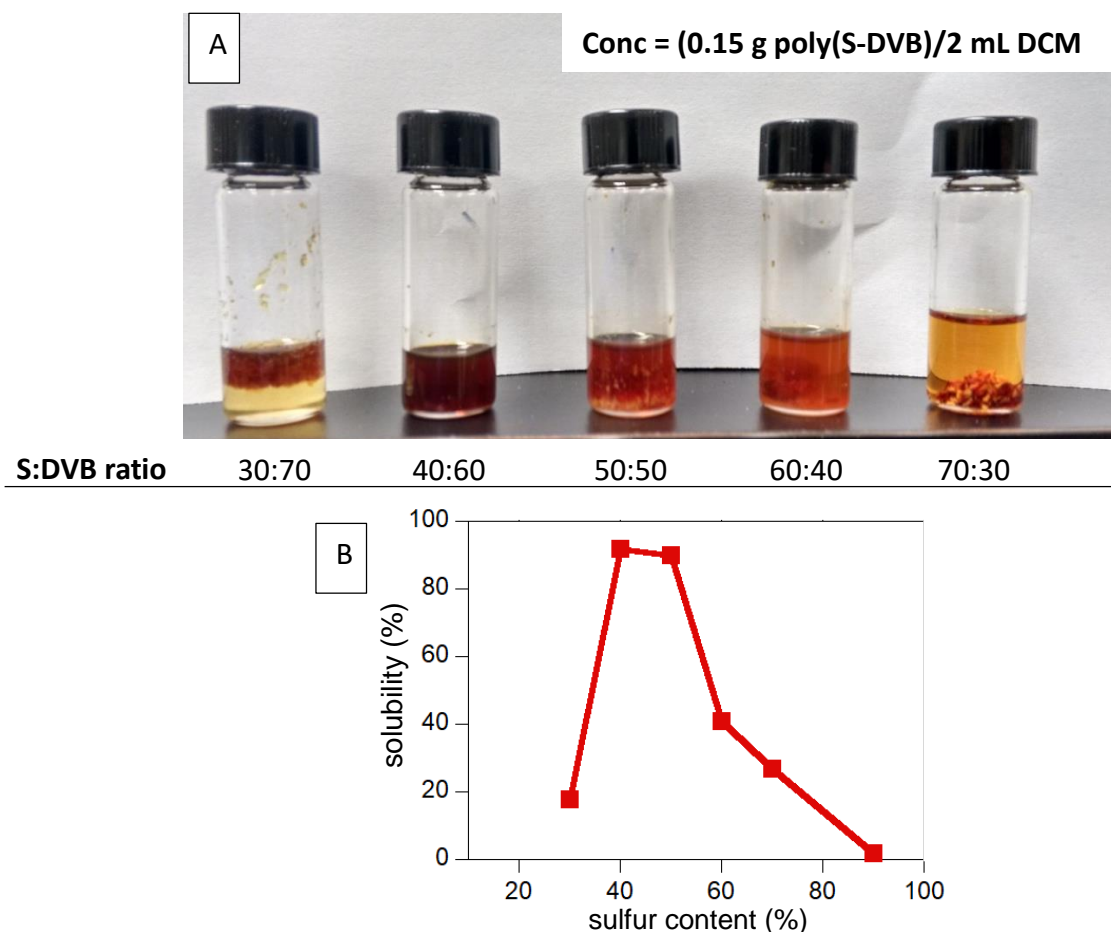 A
Conc = (0.15 g poly(S-DVB)/2 mL DCM
S:DVB ratio 30:70 40:60 50:50 60:40 70:30
B
solubility (%)
100
80
60
40
20
0
20 40 60 80 100
sulfur content (%)